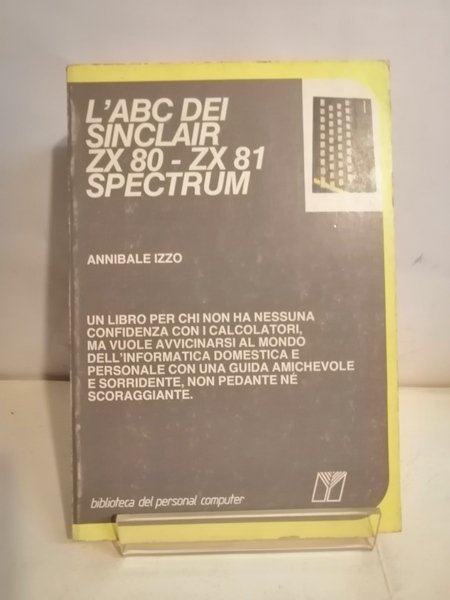 L'ABC DEI
SINCLAIR
ZX 80 - ZX 81
SPECTRUM
ANNIBALE IZZO
UN LIBRO PER CHI NON HA NESSUNA
CONFIDENZA CON I CALCOLATORI,
MA VUOLE AVVICINARSI AL MONDO
DELL'INFORMATICA DOMESTICA E
PERSONALE CON UNA GUIDA AMICHEVOLE
E SORRIDENTE, NON PEDANTE NÉ
SCORAGGIANTE.
biblioteca del personal computer